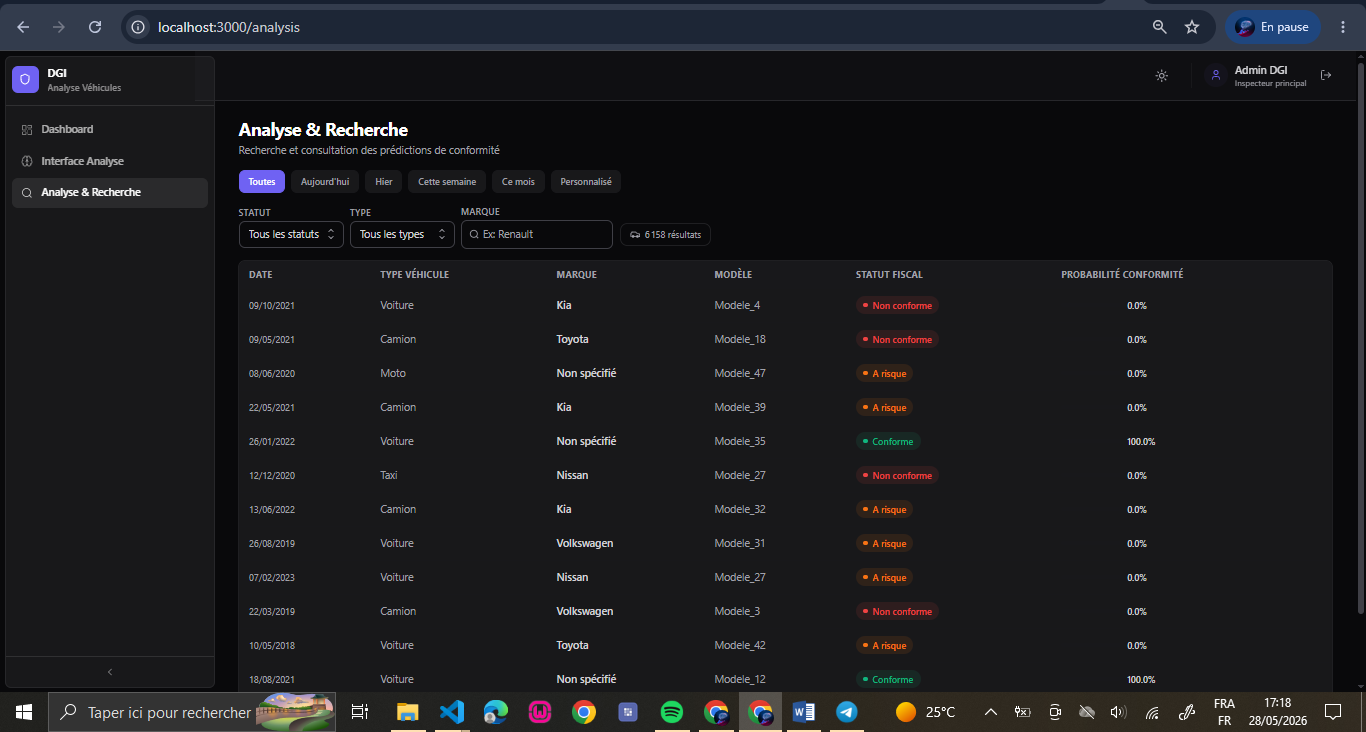 localhost:3000/analysis
En pause
DGI
Analyse Véhicules
Admin DGI
Inspecteur principal
Dashboard
Interface Analyse
Analyse & Recherche
Analyse & Recherche
Recherche et consultation des prédictions de conformité
Toutes Aujourd'hui Hier Cette semaine Ce mois Personnalisé
STATUT TYPE MARQUE
Tous les statuts Tous les types Ex: Renault 6 158 résultats
DATE TYPE VÉHICULE MARQUE MODÈLE STATUT FISCAL PROBABILITÉ CONFORMITÉ
09/10/2021 Voiture Kia Modele_4 Non conforme 0.0%
09/05/2021 Camion Toyota Modele_18 Non conforme 0.0%
08/06/2020 Moto Non spécifié Modele_47 A risque 0.0%
22/05/2021 Camion Kia Modele_39 A risque 0.0%
26/01/2022 Voiture Non spécifié Modele_35 Conforme 100.0%
12/12/2020 Taxi Nissan Modele_27 Non conforme 0.0%
13/06/2022 Camion Kia Modele_32 A risque 0.0%
26/08/2019 Voiture Volkswagen Modele_31 A risque 0.0%
07/02/2023 Voiture Nissan Modele_27 A risque 0.0%
22/03/2019 Camion Volkswagen Modele_3 Non conforme 0.0%
10/05/2018 Voiture Toyota Modele_42 A risque 0.0%
18/08/2021 Voiture Non spécifié Modele_12 Conforme 100.0%
Taper ici pour rechercher
25°C
FRA
FR
17:18
28/05/2026